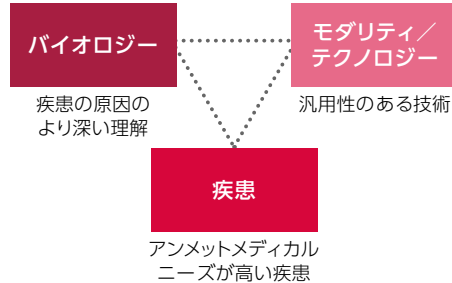 バイオロジー
モダリティ／
テクノロジー
疾患の原因の
より深い理解
汎用性のある技術
疾患
アンメットメディカル
ニーズが高い疾患